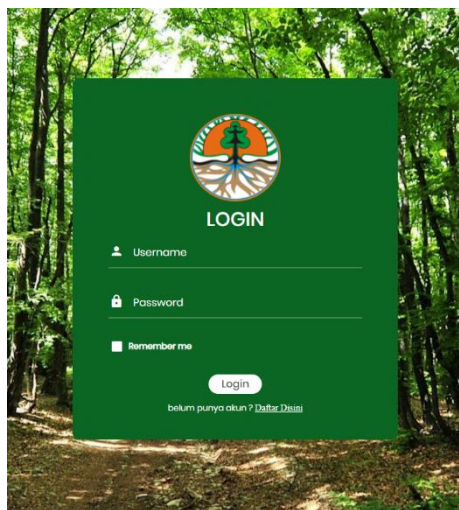 LOGIN
Username
Password
Remember me
Login
belum punya akun ? Daftar Disini